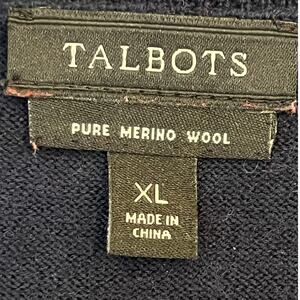 TALBOTS
PURE MERINO WOOL
XL
MADE IN
CHINA